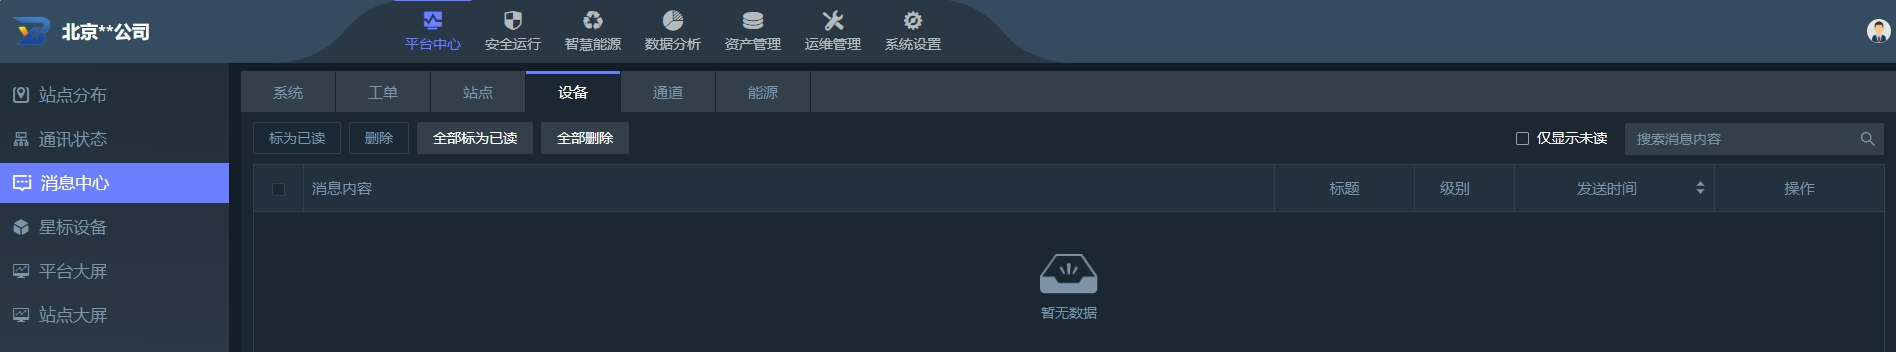 北京**公司
平台中心 安全运行 智慧能源 数据分析 资产管理 运维管理 系统设置
站点分布
通讯状态
消息中心
星标设备
平台大屏
站点大屏
系统 工单 站点 设备 通道 能源
标为已读 删除 全部标为已读 全部删除 仅显示未读 搜索消息内容
消息内容 标题 级别 发送时间 操作
暂无数据